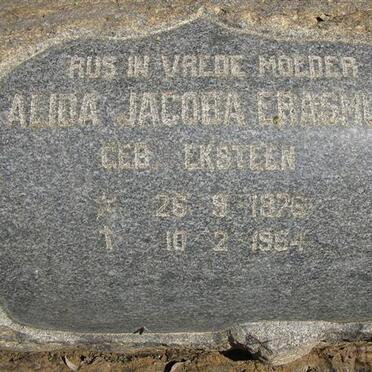 RUS IN VREDE MOEDER
ALIDA JACOBA ERASMU
GEB EKSTEEN
* 26 9 1876
† 10 2 1964